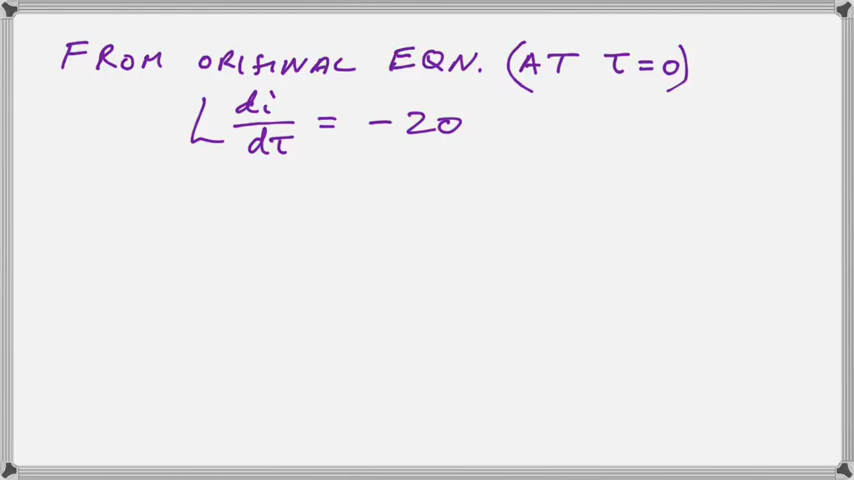 FROM ORIGINAL EQN. (AT τ=0)
L di/dτ = -20